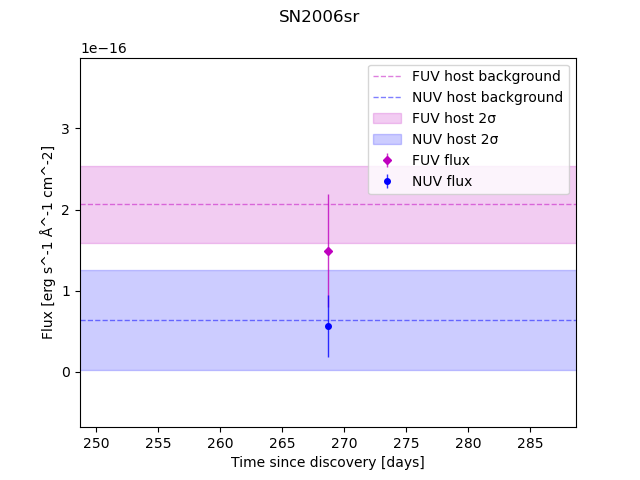 SN2006sr
1e−16
FUV host background
NUV host background
FUV host 2σ
NUV host 2σ
FUV flux
NUV flux
3
2
1
0
Flux [erg s^-1 Å^-1 cm^-2]
250 255 260 265 270 275 280 285
Time since discovery [days]